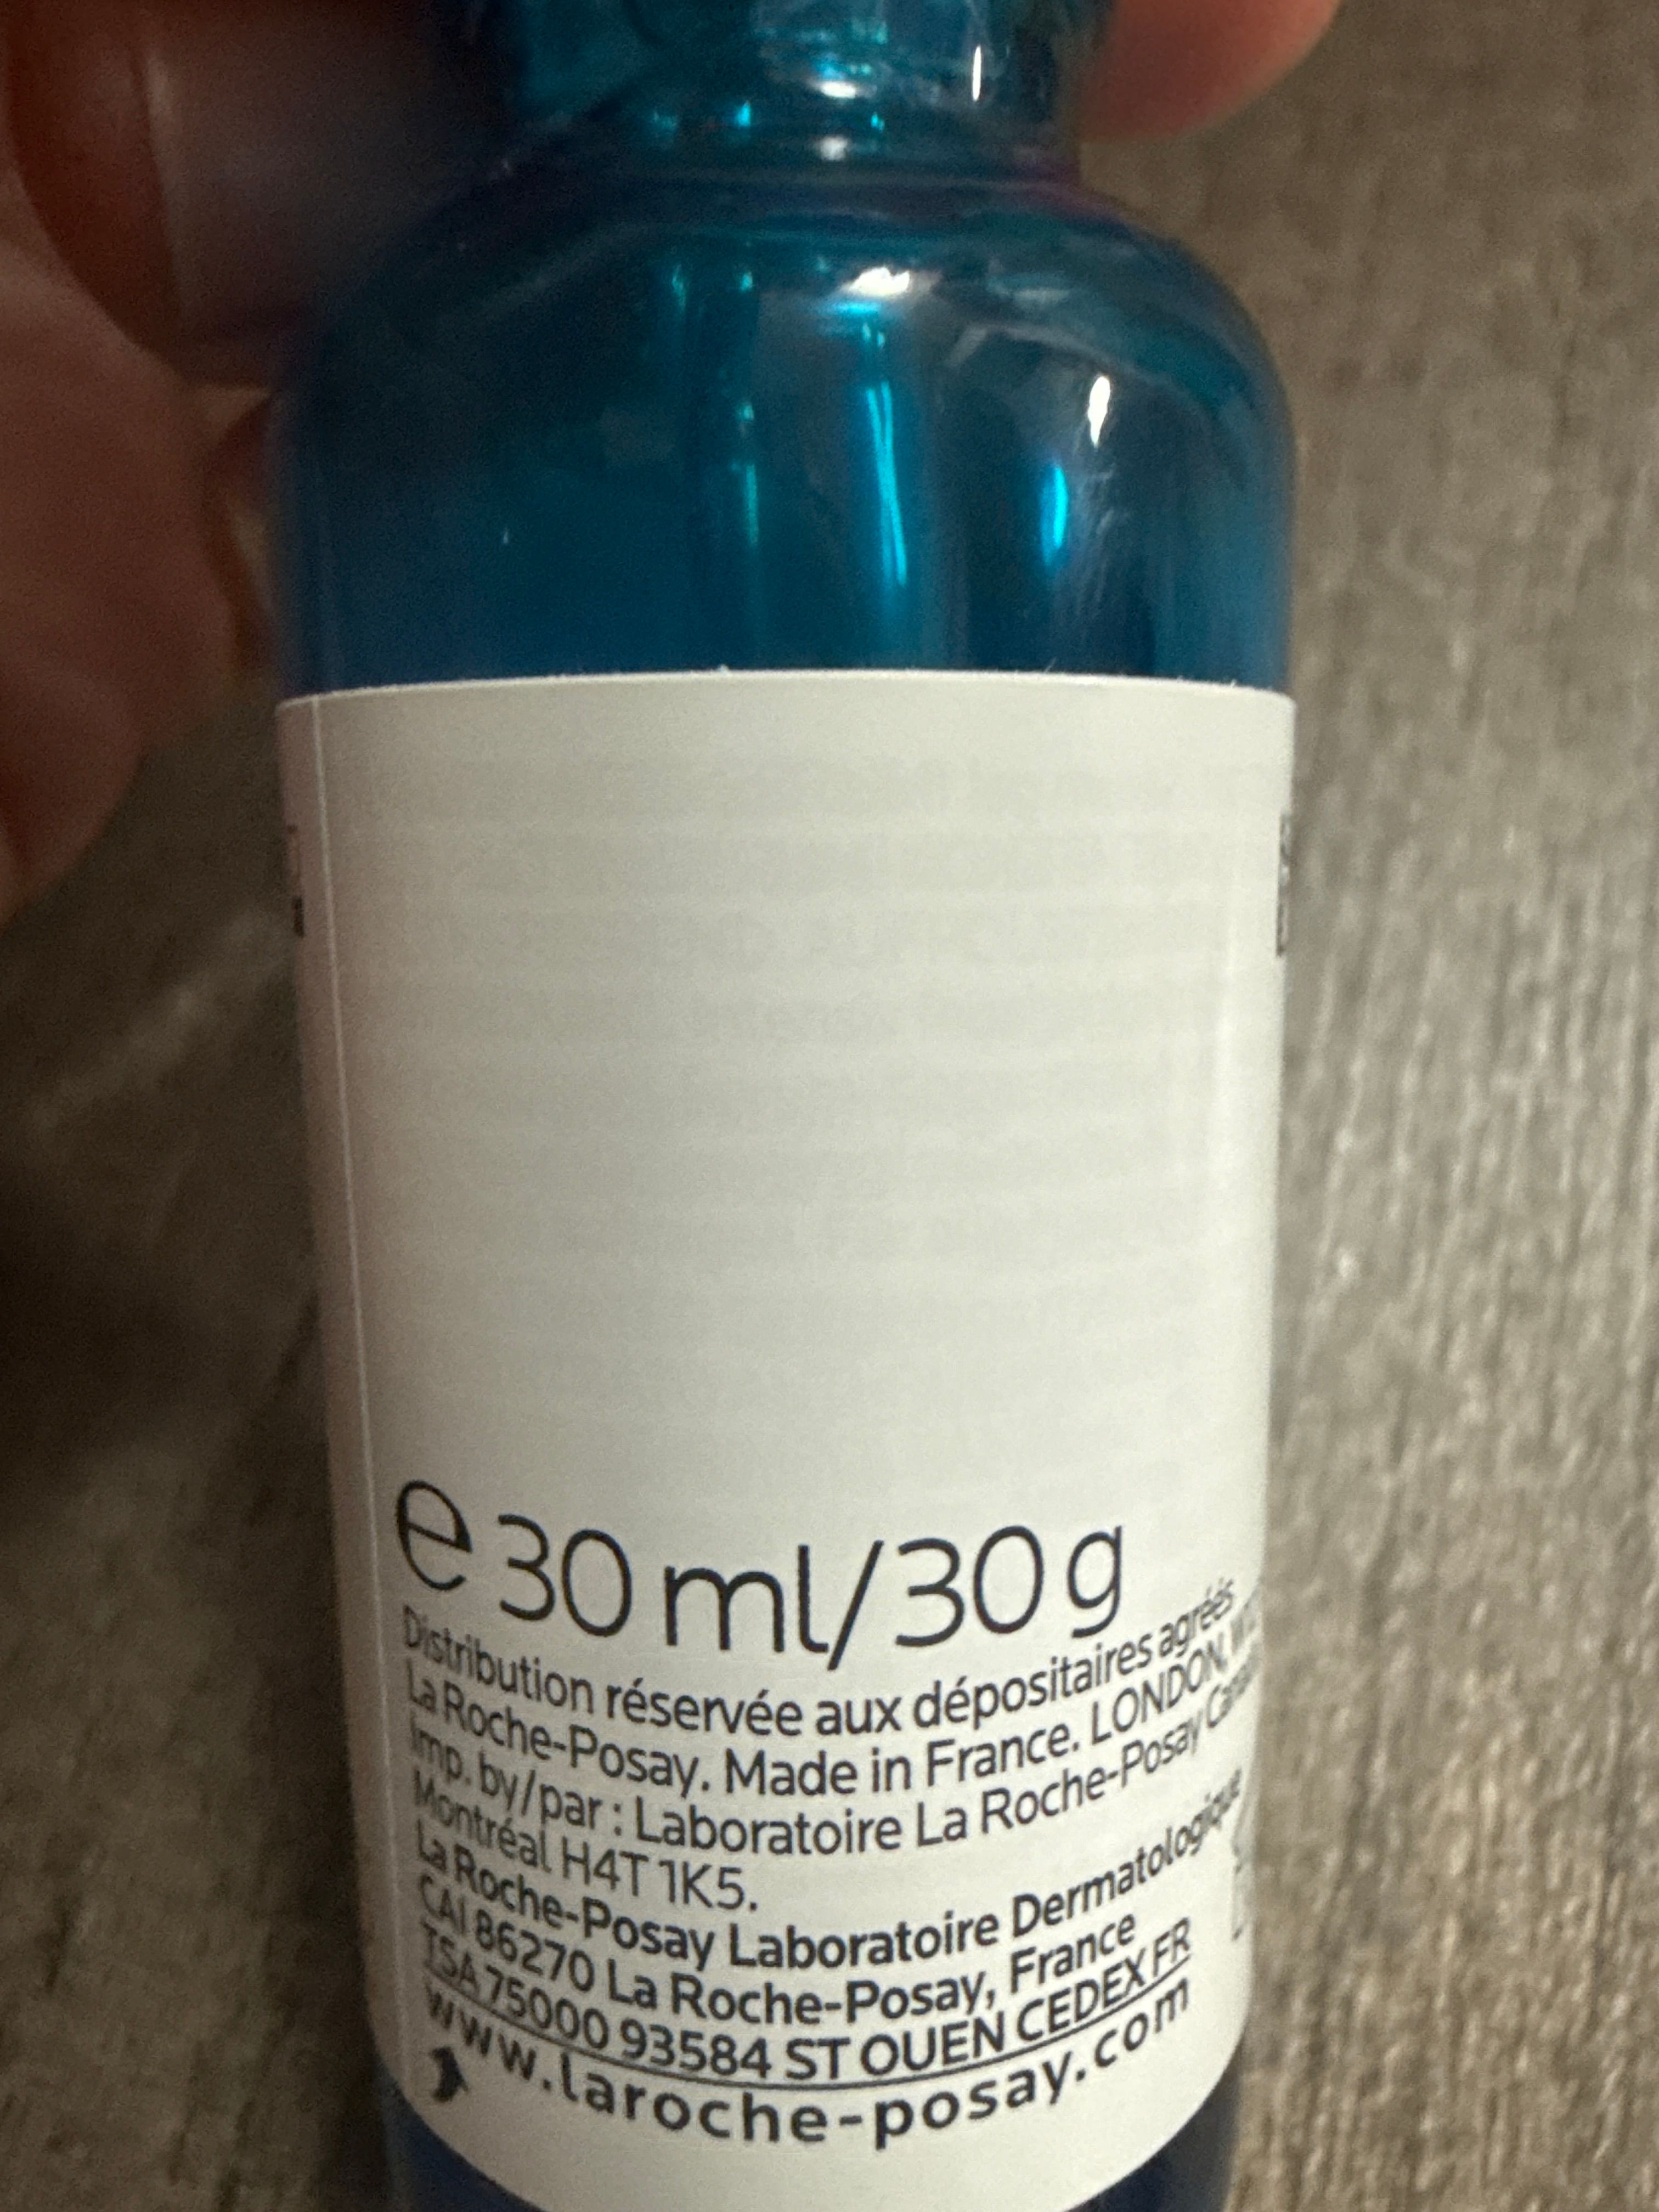 e 30 ml/30 g
Distribution réservée aux dépositaires agréés
La Roche-Posay. Made in France. LONDON,
Imp. by/par : Laboratoire La Roche-Posay
Montréal H4T 1K5.
La Roche-Posay Laboratoire Dermatologique
CAI 86270 La Roche-Posay, France
TSA 75000 93584 ST OUEN CEDEX FR
www.laroche-posay.com